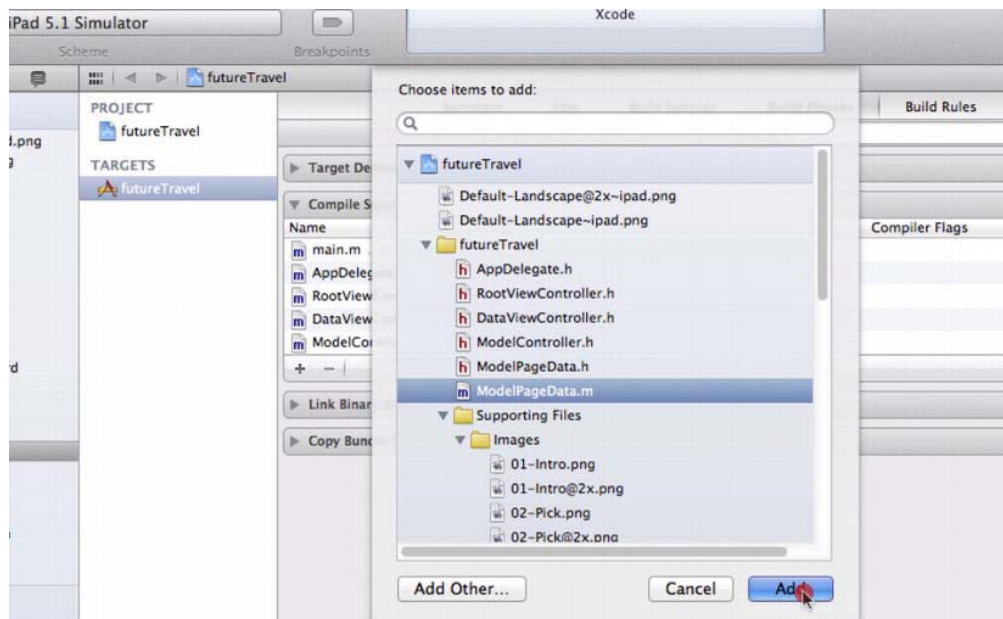 iPad 5.1 Simulator
Xcode
Scheme
Breakpoints
futureTravel
PROJECT
futureTravel
TARGETS
futureTravel
Choose items to add:
Build Rules
futureTravel
Default-Landscape@2x~ipad.png
Default-Landscape~ipad.png
futureTravel
h AppDelegate.h
h RootViewController.h
h DataViewController.h
h ModelController.h
h ModelPageData.h
m ModelPageData.m
Supporting Files
Images
01-Intro.png
01-Intro@2x.png
02-Pick.png
02-Pick@2x.png
Add Other...
Cancel
Add
Target De
Compile S
Name
Compiler Flags
m main.m
m AppDeleg
m RootView
m DataView
m ModelCo
+ -
Link Binar
Copy Bund
.png